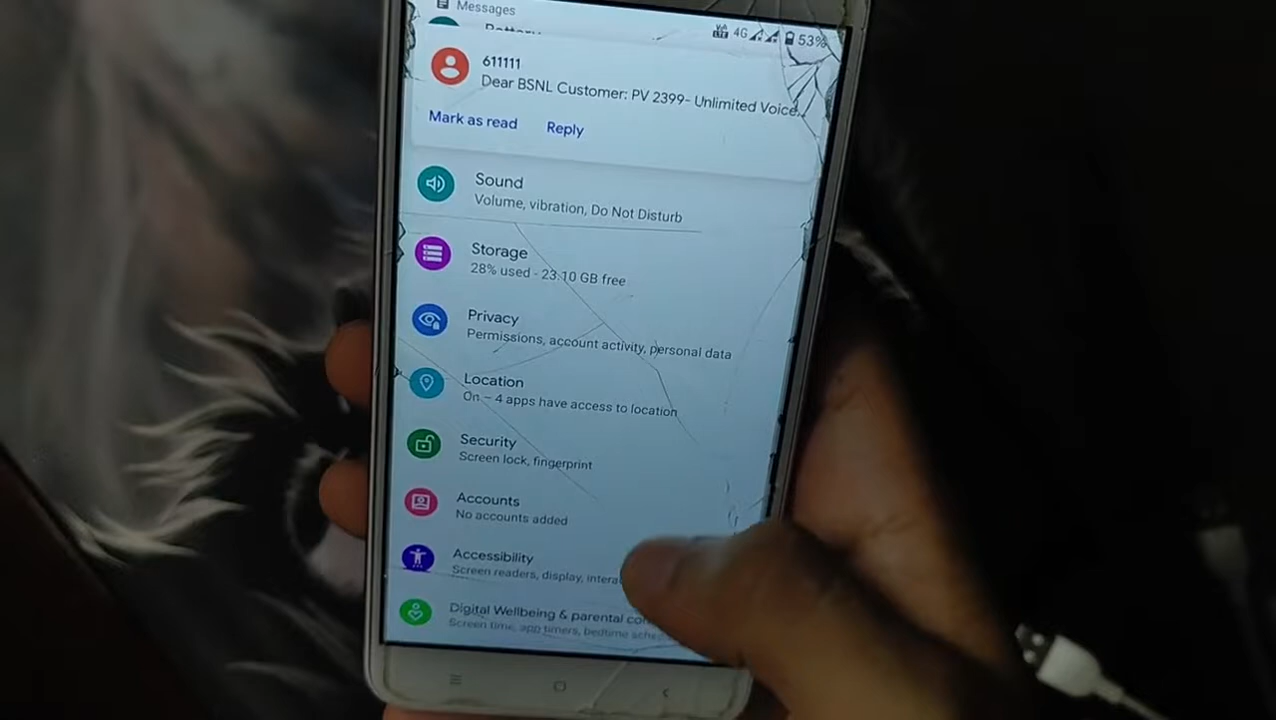 Messages
Battery
VoLTE 4G 53%
611111
Dear BSNL Customer: PV 2399- Unlimited Voice
Mark as read Reply
Sound
Volume, vibration, Do Not Disturb
Storage
28% used - 23.10 GB free
Privacy
Permissions, account activity, personal data
Location
On – 4 apps have access to location
Security
Screen lock, fingerprint
Accounts
No accounts added
Accessibility
Screen readers, display,
Digital Wellbeing & parental
Screen time, app timers, bedtime